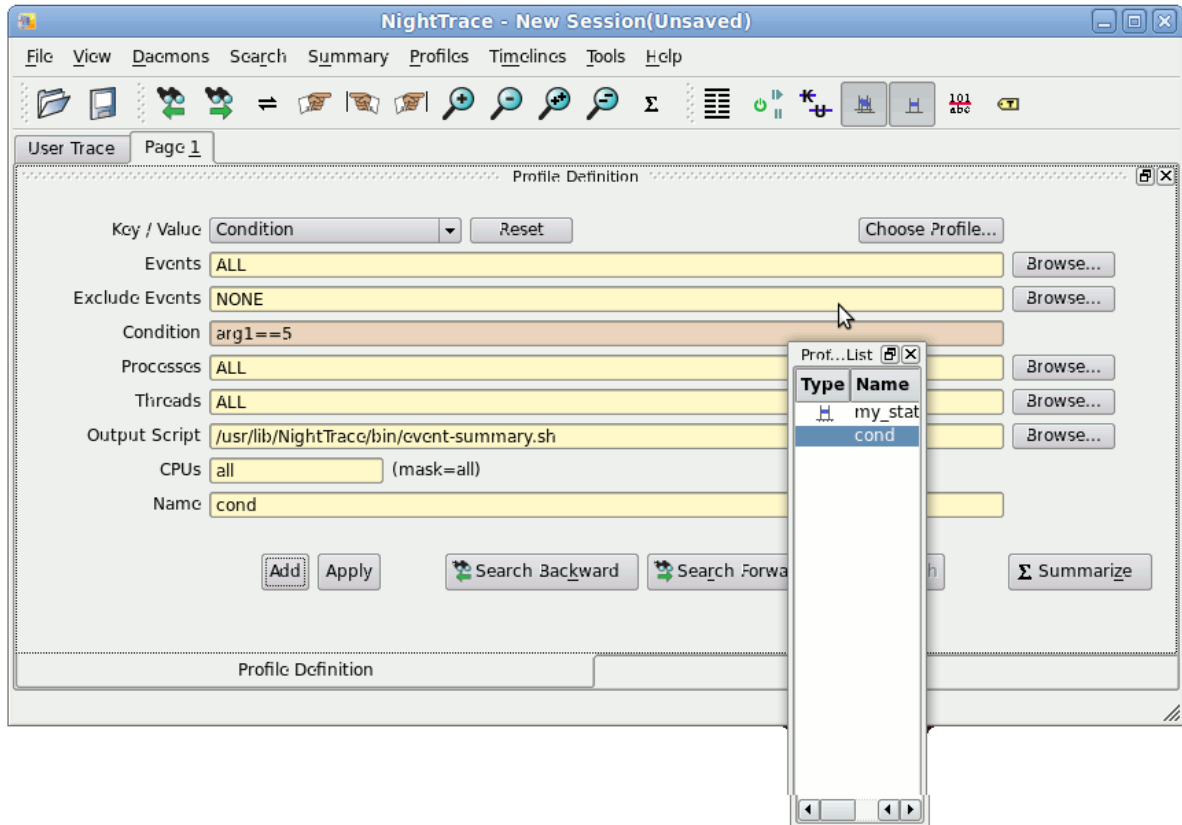 NightTrace - New Session(Unsaved)
File View Daemons Search Summary Profiles Timelines Tools Help
Σ K U 101 abc T
User Trace Page 1
Profile Definition
Key / Value Condition Reset Choose Profile...
Events ALL Browse...
Exclude Events NONE Browse...
Condition arg1==5
Prof...List
Processes ALL Browse...
Type Name
Threads ALL Browse...
my_stat
Output Script /usr/lib/NightTrace/bin/event-summary.sh Browse...
cond
CPUs all (mask=all)
Name cond
Add Apply Search Backward Search Forwa h Σ Summarize
Profile Definition